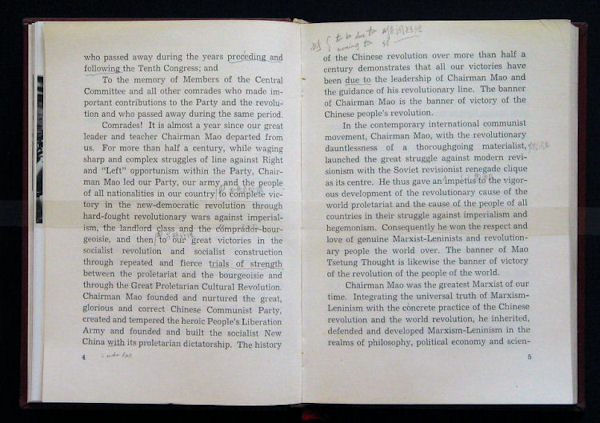 who passed away during the years preceding and
following the Tenth Congress; and
To the memory of Members of the Central
Committee and all other comrades who made im-
portant contributions to the Party and the revolu-
tion and who passed away during the same period.
Comrades! It is almost a year since our great
leader and teacher Chairman Mao departed from
us. For more than half a century, while waging
sharp and complex struggles of line against Right
and "Left" opportunism within the Party, Chair-
man Mao led our Party, our army and the people
of all nationalities in our country to complete vic-
tory in the new-democratic revolution through
hard-fought revolutionary wars against imperial-
ism, the landlord class and the comprador-bour-
geoisie, and then to our great victories in the
socialist revolution and socialist construction
through repeated and fierce trials of strength
between the proletariat and the bourgeoisie and
through the Great Proletarian Cultural Revolution.
Chairman Mao founded and nurtured the great,
glorious and correct Chinese Communist Party,
created and tempered the heroic People's Liberation
Army and founded and built the socialist New
China with its proletarian dictatorship. The history
4
to be due to
owing to
of the Chinese revolution over more than half a
century demonstrates that all our victories have
been due to the leadership of Chairman Mao and
the guidance of his revolutionary line. The banner
of Chairman Mao is the banner of victory of the
Chinese people's revolution.
In the contemporary international communist
movement, Chairman Mao, with the revolutionary
dauntlessness of a thoroughgoing materialist,
launched the great struggle against modern revi-
sionism with the Soviet revisionist renegade clique
as its centre. He thus gave an impetus to the vigor-
ous development of the revolutionary cause of the
world proletariat and the cause of the people of all
countries in their struggle against imperialism and
hegemonism. Consequently he won the respect and
love of genuine Marxist-Leninists and revolution-
ary people the world over. The banner of Mao
Tsetung Thought is likewise the banner of victory
of the revolution of the people of the world.
Chairman Mao was the greatest Marxist of our
time. Integrating the universal truth of Marxism-
Leninism with the concrete practice of the Chinese
revolution and the world revolution, he inherited,
defended and developed Marxism-Leninism in the
realms of philosophy, political economy and scien-
5